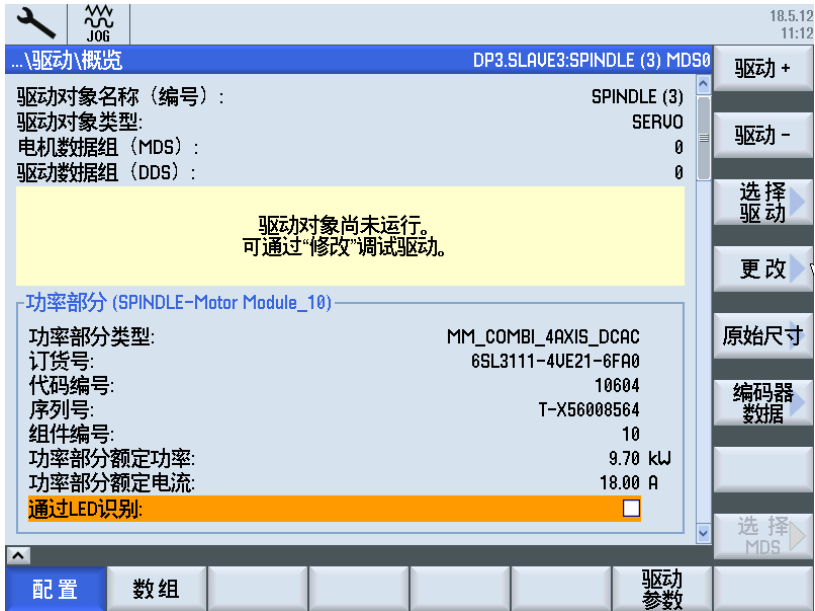 JOG
18.5.12
11:12
...\驱动\概览 DP3.SLAVE3:SPINDLE (3) MDS0
驱动对象名称（编号）: SPINDLE (3)
驱动对象类型: SERVO
电机数据组（MDS）: 0
驱动数据组（DDS）: 0
驱动对象尚未运行。
可通过“修改”调试驱动。
功率部分 (SPINDLE-Motor Module_10)
功率部分类型: MM_COMBI_4AXIS_DCAC
订货号: 6SL3111-4VE21-6FA0
代码编号: 10604
序列号: T-X56008564
组件编号: 10
功率部分额定功率: 9.70 kW
功率部分额定电流: 18.00 A
通过LED识别:
驱动 +
驱动 -
选择
驱动
更改
原始尺寸
编码器
数据
选择
MDS
配置 数组 驱动
参数